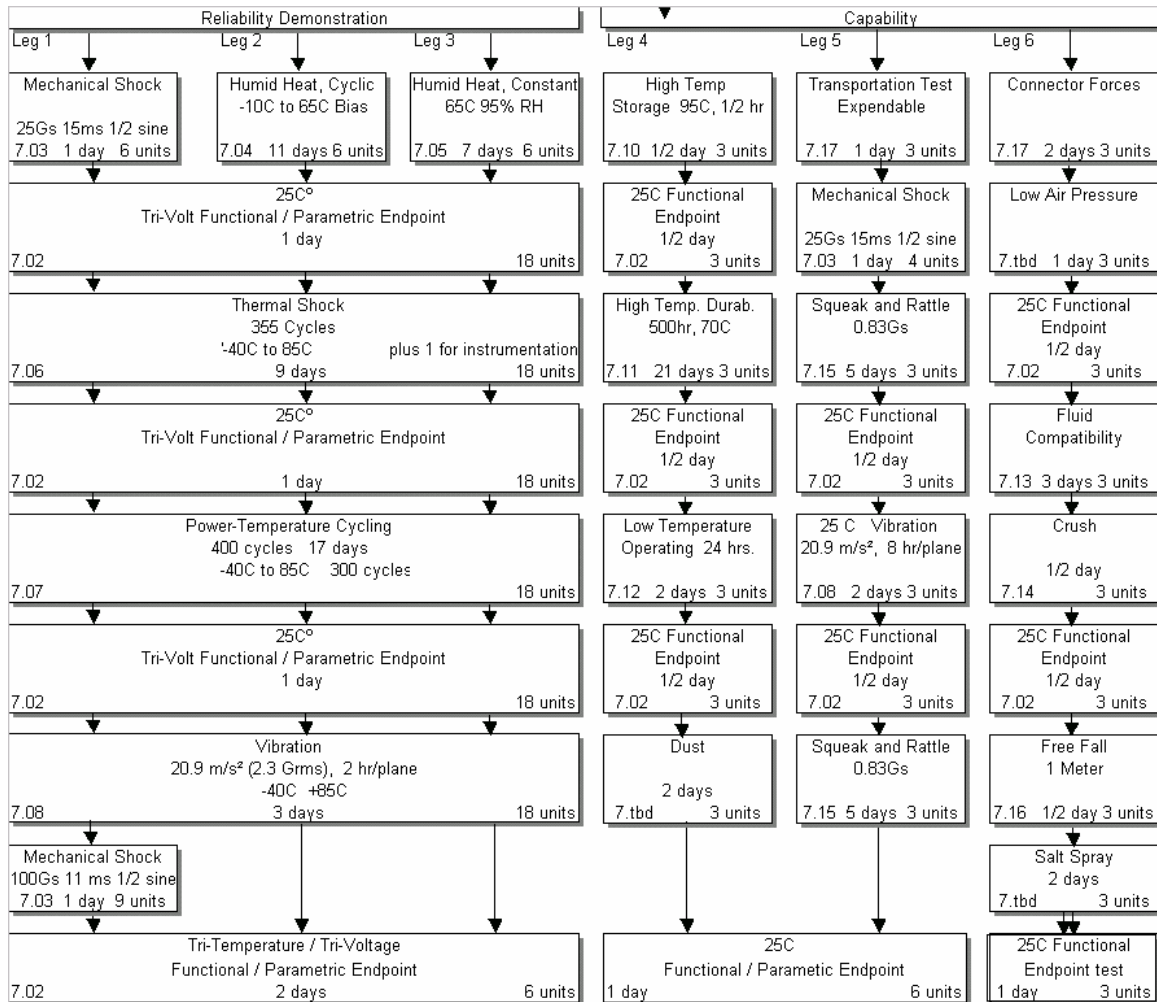 Reliability Demonstration
Capability
Leg 1
Leg 2
Leg 3
Leg 4
Leg 5
Leg 6
Mechanical Shock
25Gs 15ms 1/2 sine
7.03 1 day 6 units
Humid Heat, Cyclic
-10C to 65C Bias
7.04 11 days 6 units
Humid Heat, Constant
65C 95% RH
7.05 7 days 6 units
High Temp
Storage 95C, 1/2 hr
7.10 1/2 day 3 units
Transportation Test
Expendable
7.17 1 day 3 units
Connector Forces
7.17 2 days 3 units
25Cº
Tri-Volt Functional / Parametric Endpoint
1 day
7.02 18 units
25C Functional
Endpoint
1/2 day
7.02 3 units
Mechanical Shock
25Gs 15ms 1/2 sine
7.03 1 day 4 units
Low Air Pressure
7.tbd 1 day 3 units
Thermal Shock
355 Cycles
'-40C to 85C plus 1 for instrumentation
7.06 9 days 18 units
High Temp. Durab.
500hr, 70C
7.11 21 days 3 units
Squeak and Rattle
0.83Gs
7.15 5 days 3 units
25C Functional
Endpoint
1/2 day
7.02 3 units
25Cº
Tri-Volt Functional / Parametric Endpoint
7.02 1 day 18 units
25C Functional
Endpoint
1/2 day
7.02 3 units
25C Functional
Endpoint
1/2 day
7.02 3 units
Fluid
Compatibility
7.13 3 days 3 units
Power-Temperature Cycling
400 cycles 17 days
-40C to 85C 300 cycles
7.07 18 units
Low Temperature
Operating 24 hrs.
7.12 2 days 3 units
25 C Vibration
20.9 m/s², 8 hr/plane
7.08 2 days 3 units
Crush
1/2 day
7.14 3 units
25Cº
Tri-Volt Functional / Parametric Endpoint
1 day
7.02 18 units
25C Functional
Endpoint
1/2 day
7.02 3 units
25C Functional
Endpoint
1/2 day
7.02 3 units
25C Functional
Endpoint
1/2 day
7.02 3 units
Vibration
20.9 m/s² (2.3 Grms), 2 hr/plane
-40C +85C
7.08 3 days 18 units
Dust
2 days
7.tbd 3 units
Squeak and Rattle
0.83Gs
7.15 5 days 3 units
Free Fall
1 Meter
7.16 1/2 day 3 units
Mechanical Shock
100Gs 11 ms 1/2 sine
7.03 1 day 9 units
Salt Spray
2 days
7.tbd 3 units
Tri-Temperature / Tri-Voltage
Functional / Parametric Endpoint
7.02 2 days 6 units
25C
Functional / Parametic Endpoint
1 day 6 units
25C Functional
Endpoint test
1 day 3 units